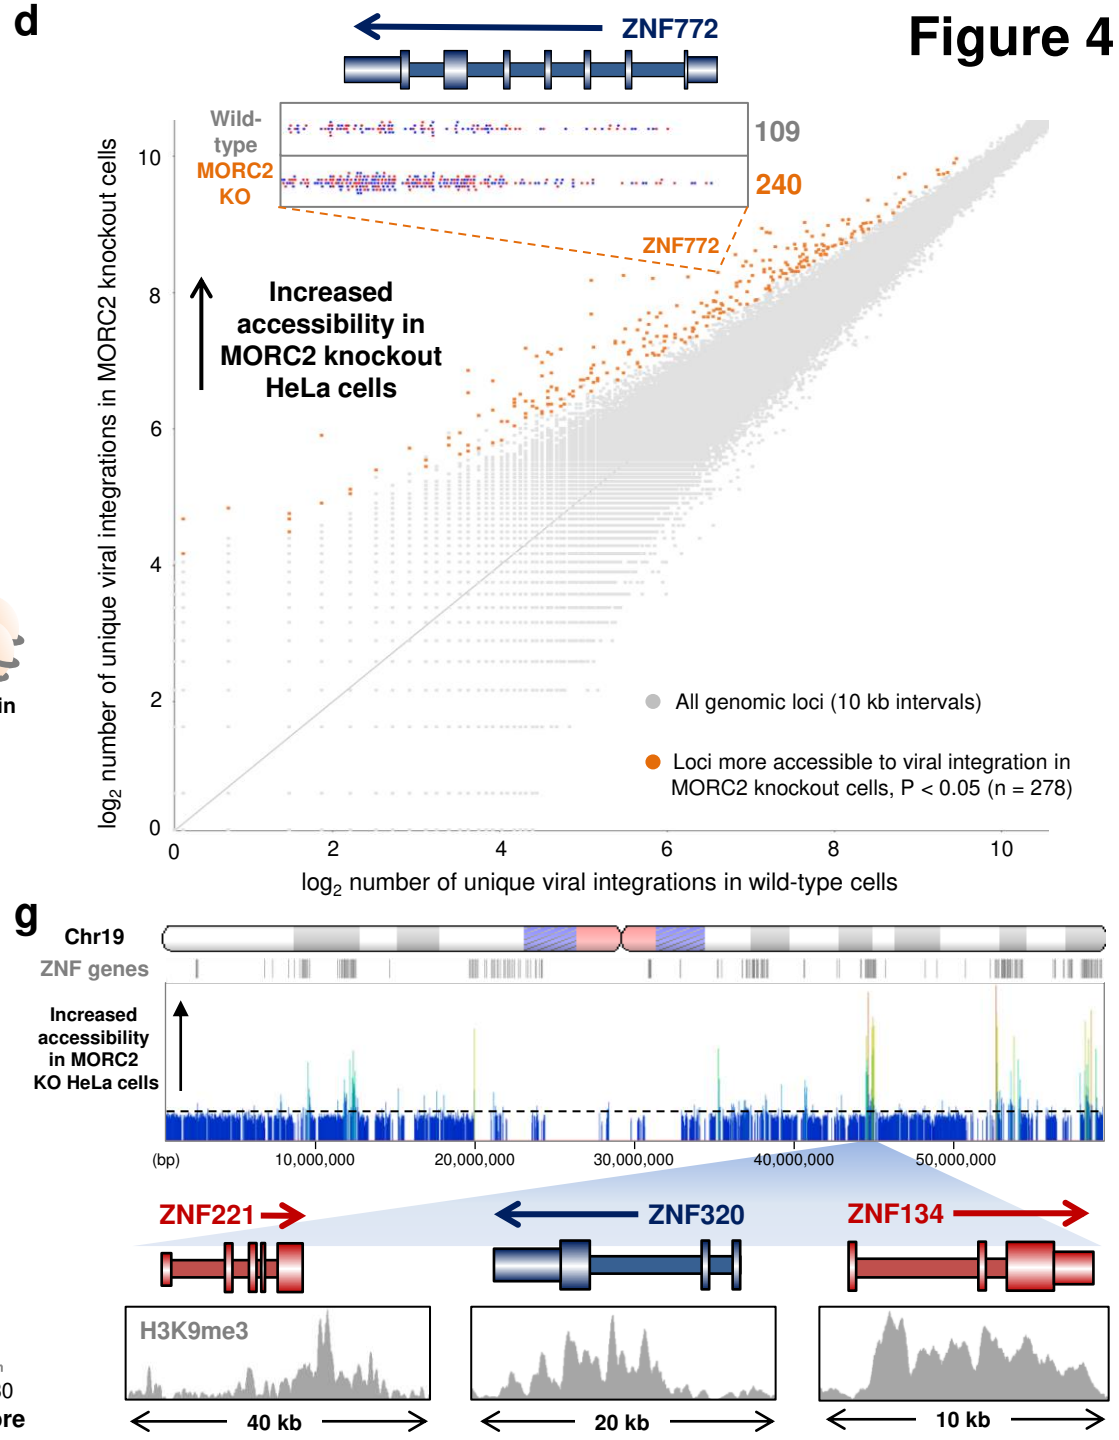 d
Figure 4
ZNF772
Wild-
type
109
MORC2
KO
240
ZNF772
Increased
accessibility in
MORC2 knockout
HeLa cells
log2 number of unique viral integrations in MORC2 knockout cells
10
8
6
4
2
0
in
All genomic loci (10 kb intervals)
Loci more accessible to viral integration in
MORC2 knockout cells, P < 0.05 (n = 278)
0 2 4 6 8 10
log2 number of unique viral integrations in wild-type cells
g
Chr19
ZNF genes
Increased
accessibility
in MORC2
KO HeLa cells
(bp) 10,000,000 20,000,000 30,000,000 40,000,000 50,000,000
ZNF221 ZNF320 ZNF134
H3K9me3
40 kb 20 kb 10 kb